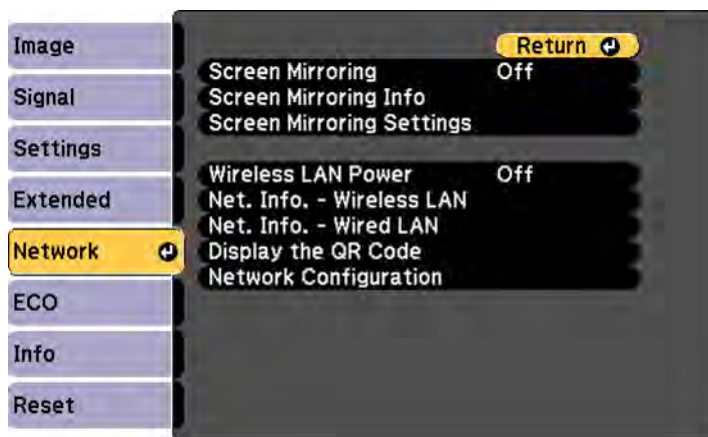 Image
Signal
Settings
Extended
Network
ECO
Info
Reset
Return
Screen Mirroring Off
Screen Mirroring Info
Screen Mirroring Settings
Wireless LAN Power Off
Net. Info. - Wireless LAN
Net. Info. - Wired LAN
Display the QR Code
Network Configuration